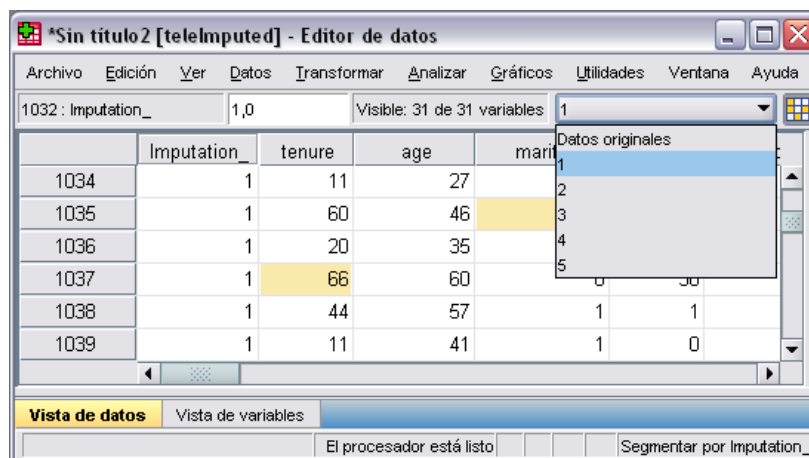 *Sin título2 [teleImputed] - Editor de datos
Archivo Edición Ver Datos Transformar Analizar Gráficos Utilidades Ventana Ayuda
1032 : Imputation_ 1,0 Visible: 31 de 31 variables 1
Datos originales
1
2
3
4
5
Imputation_ tenure age
1034 1 11 27
1035 1 60 46
1036 1 20 35
1037 1 66 60
1038 1 44 57 1 1
1039 1 11 41 1 0
Vista de datos Vista de variables
El procesador está listo Segmentar por Imputation_